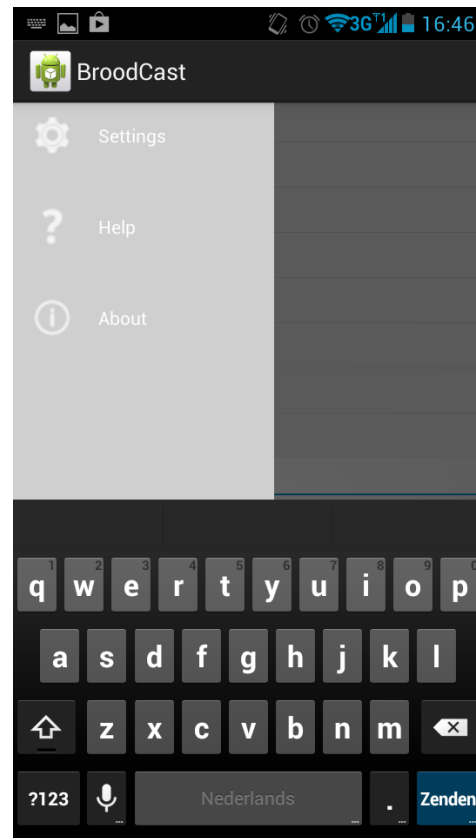 3G T1 16:46
BroodCast
Settings
Help
About
1 2 3 4 5 6 7 8 9 0
q w e r t y u i o p
a s d f g h j k l
z x c v b n m
?123 Nederlands . Zenden